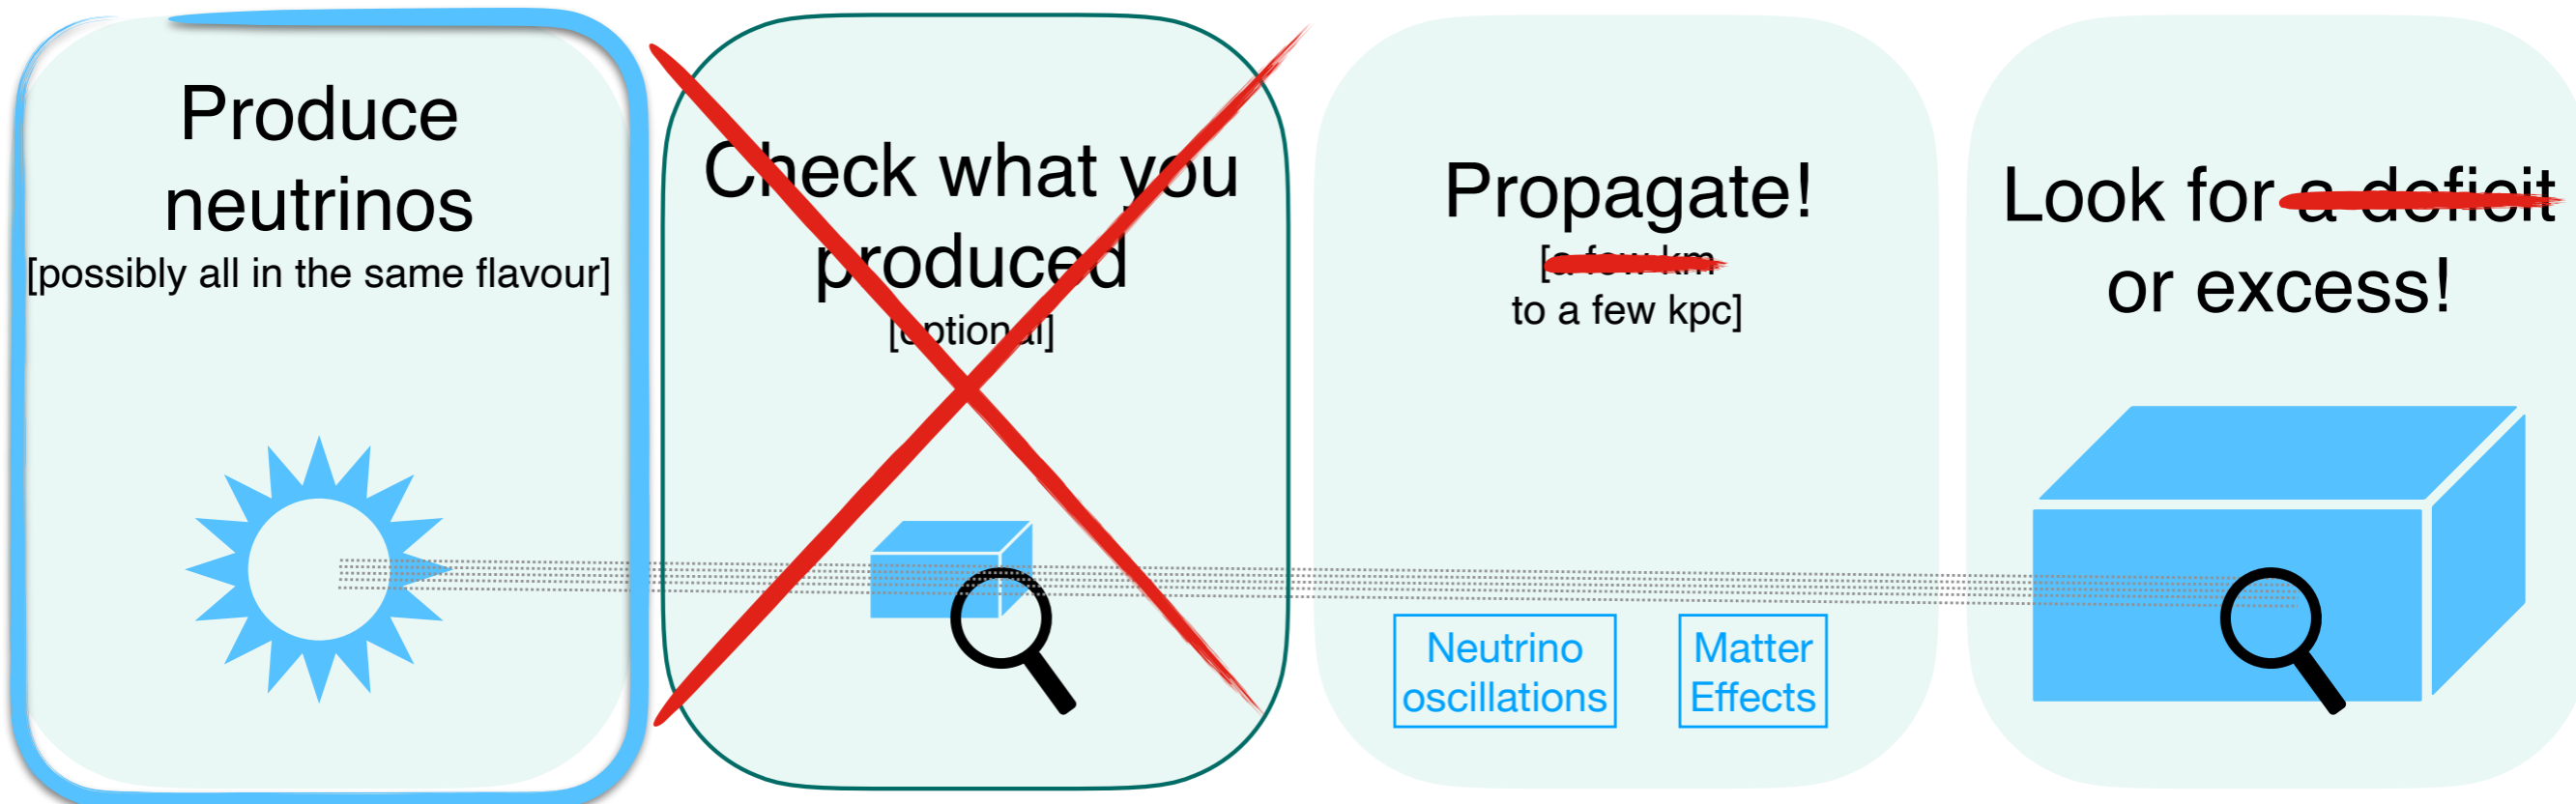 Produce
neutrinos
[possibly all in the same flavour]
Check what you
produced
[optional]
Propagate!
[a few km
to a few kpc]
Neutrino
oscillations
Matter
Effects
Look for a deficit
or excess!